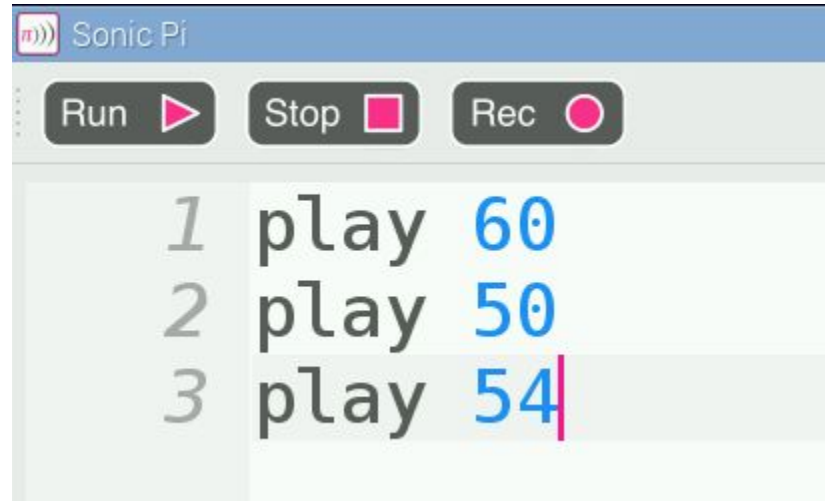 π))) Sonic Pi
Run Stop Rec
1 play 60
2 play 50
3 play 54